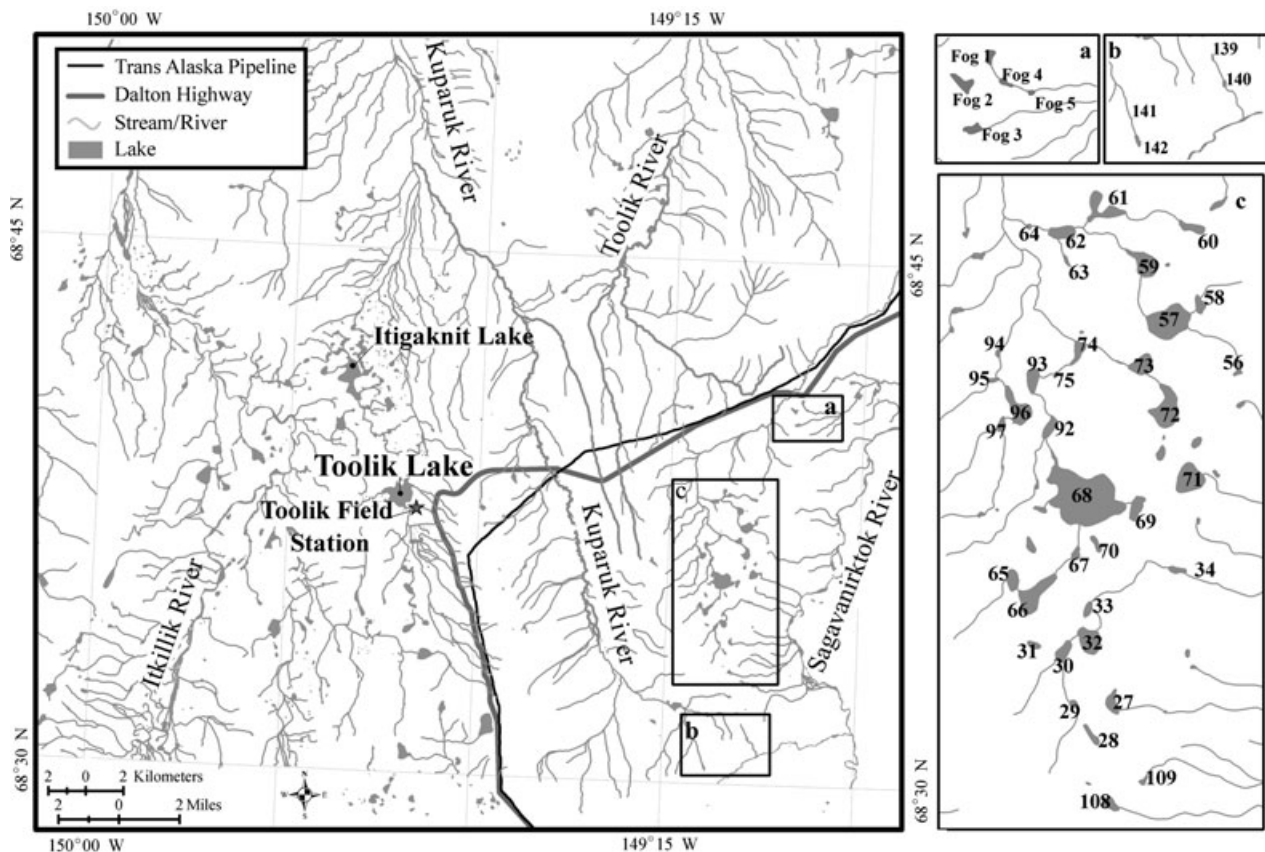 150°00 W
149°15 W
Trans Alaska Pipeline
Dalton Highway
Stream/River
Lake
Kuparuk River
Toolik River
68°45 N
68°45 N
Itigaknit Lake
Toolik Lake
Toolik Field
Station
Kuparuk River
Itkillik River
Sagavanirktok River
a
c
b
68°30 N
68°30 N
2 0 2 Kilometers
2 0 2 Miles
N
W E
S
150°00 W
149°15 W
a
Fog 1
Fog 4
Fog 2
Fog 5
Fog 3
b
139
140
141
142
c
61
64
62
60
63
59
58
57
56
94
74
93
73
95
75
96
72
97
92
71
68
69
70
67
65
34
66
33
32
31
30
27
29
28
109
108